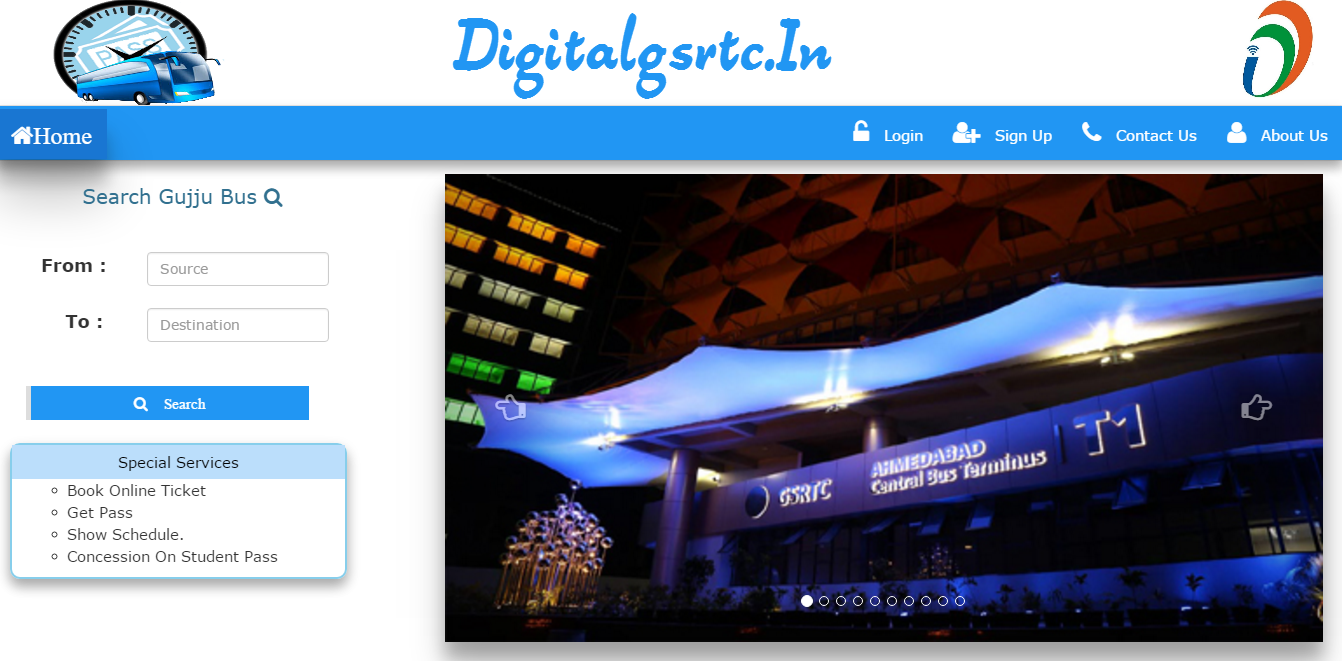 PASS
Digitalgsrtc.In
Home
Login
Sign Up
Contact Us
About Us
Search Gujju Bus
From :
Source
To :
Destination
Search
Special Services
Book Online Ticket
Get Pass
Show Schedule.
Concession On Student Pass
GSRTC
AHMEDABAD
Central Bus Terminus
T1